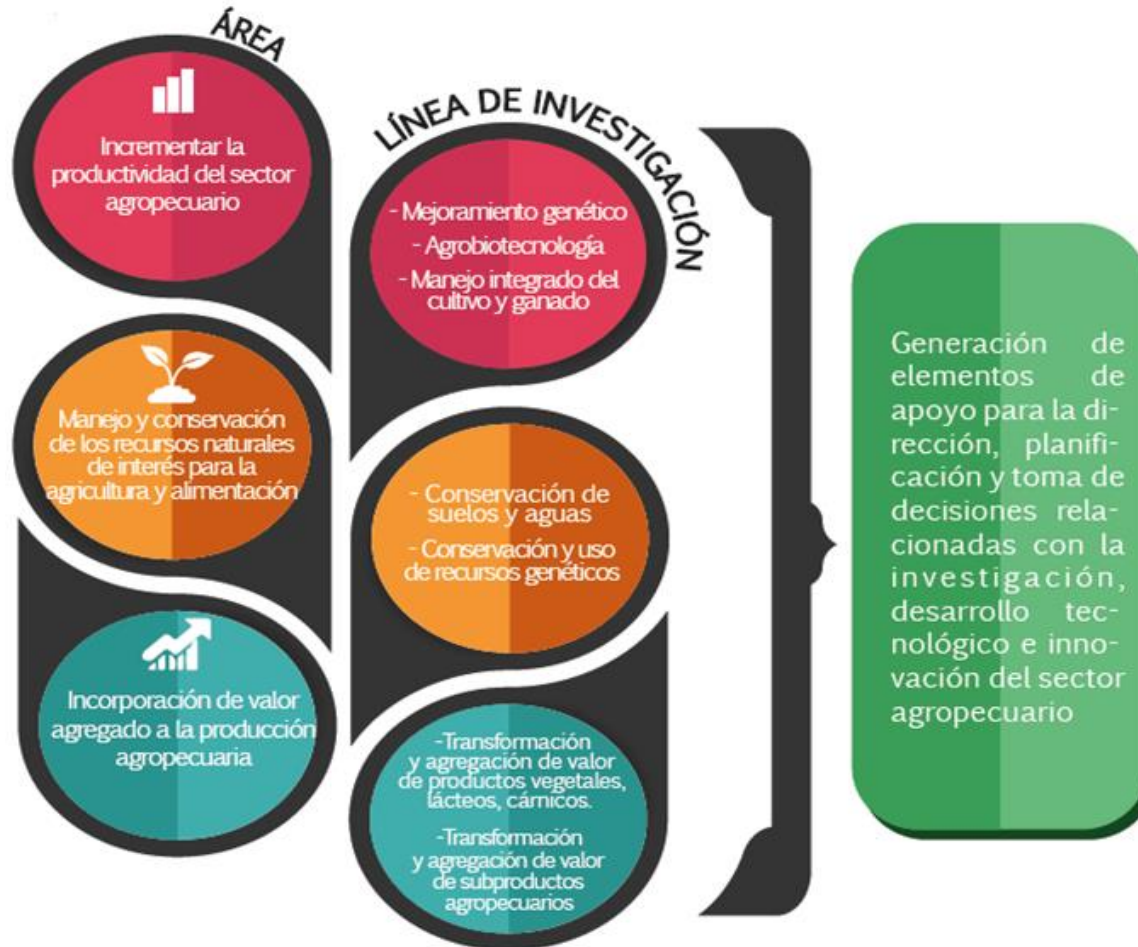 ÁREA
Incrementar la
productividad del sector
agropecuario
Manejo y conservación
de los recursos naturales
de interés para la
agricultura y alimentación
Incorporación de valor
agregado a la producción
agropecuaria
LÍNEA DE INVESTIGACIÓN
- Mejoramiento genético
- Agrobiotecnología
- Manejo integrado del
cultivo y ganado
- Conservación de
suelos y aguas
- Conservación y uso
de recursos genéticos
-Transformación
y agregación de valor
de productos vegetales,
lácteos, cárnicos.
-Transformación
y agregación de valor
de subproductos
agropecuarios
Generación de
elementos de
apoyo para la di-
rección, planifi-
cación y toma de
decisiones rela-
cionadas con la
investigación,
desarrollo tec-
nológico e inno-
vación del sector
agropecuario